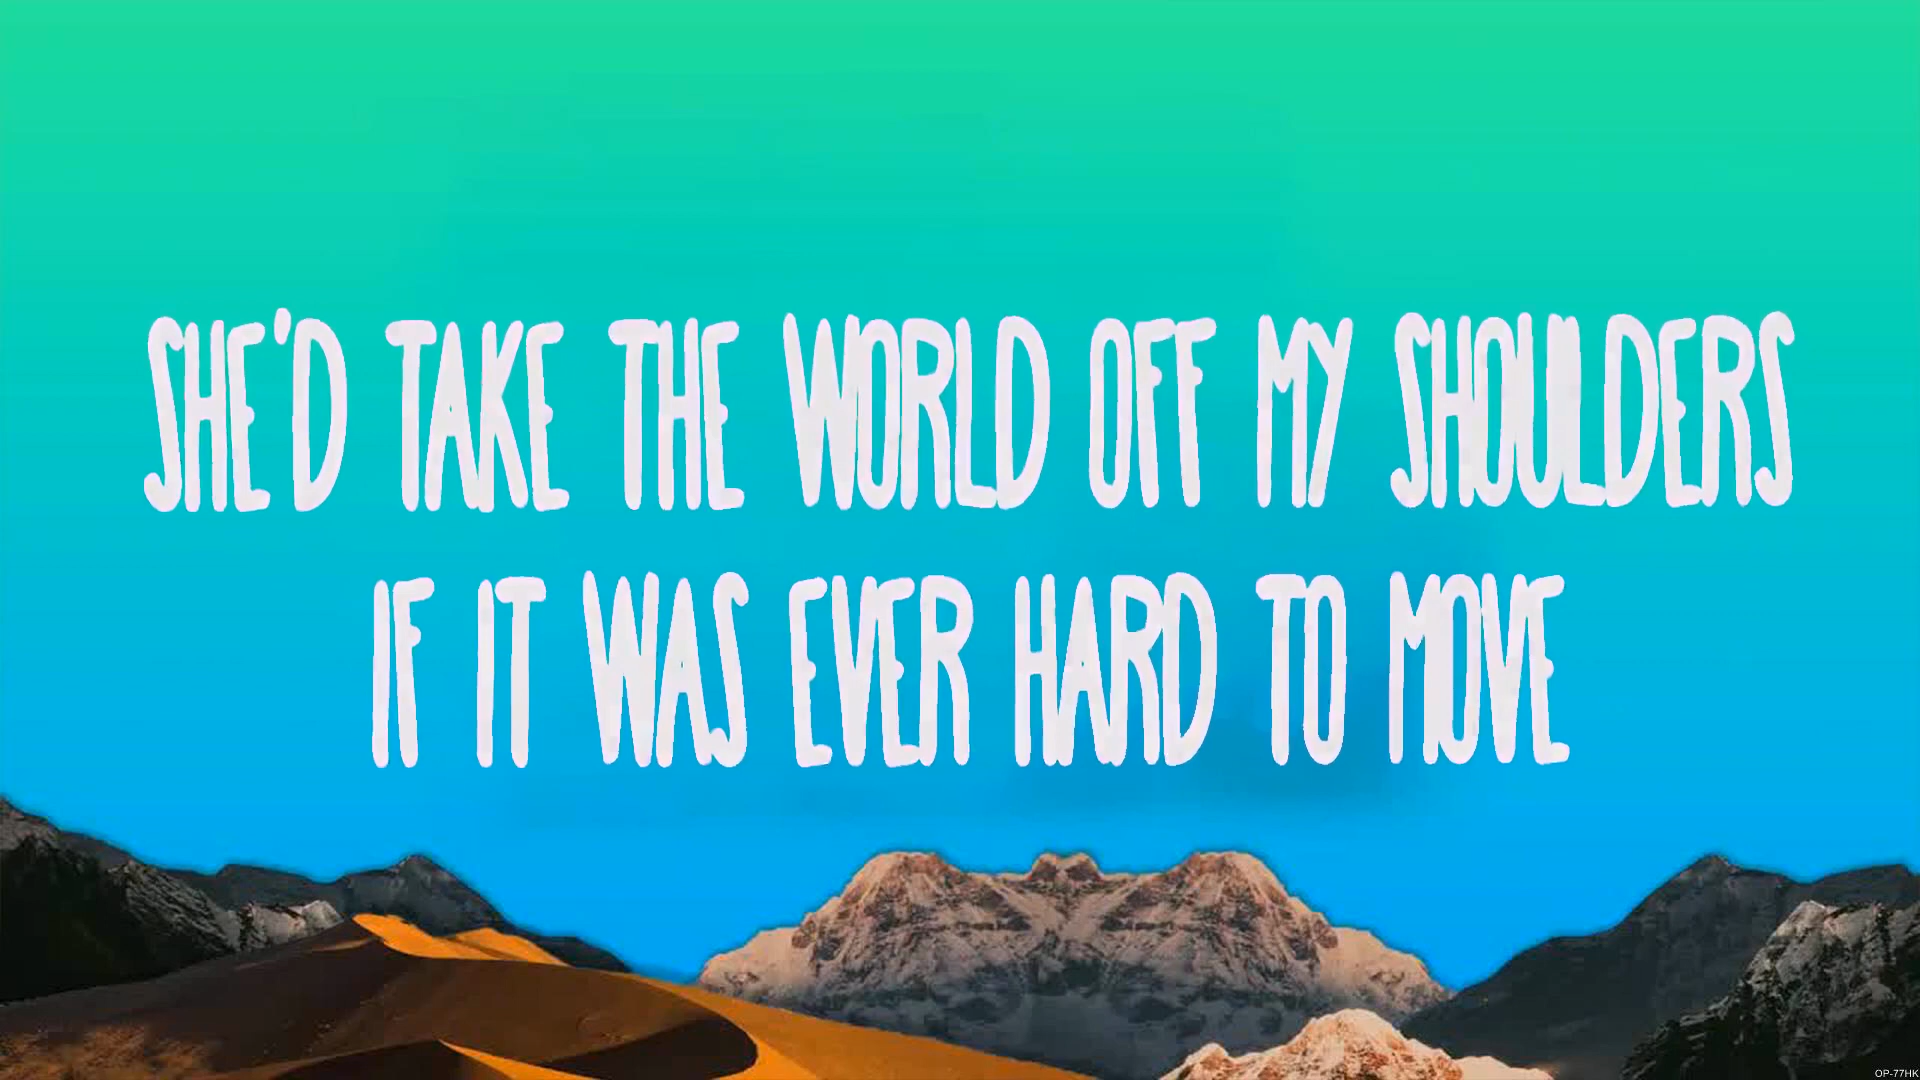 SHE'D TAKE THE WORLD OFF MY SHOULDERS
IF IT WAS EVER HARD TO MOVE
OP-77HK